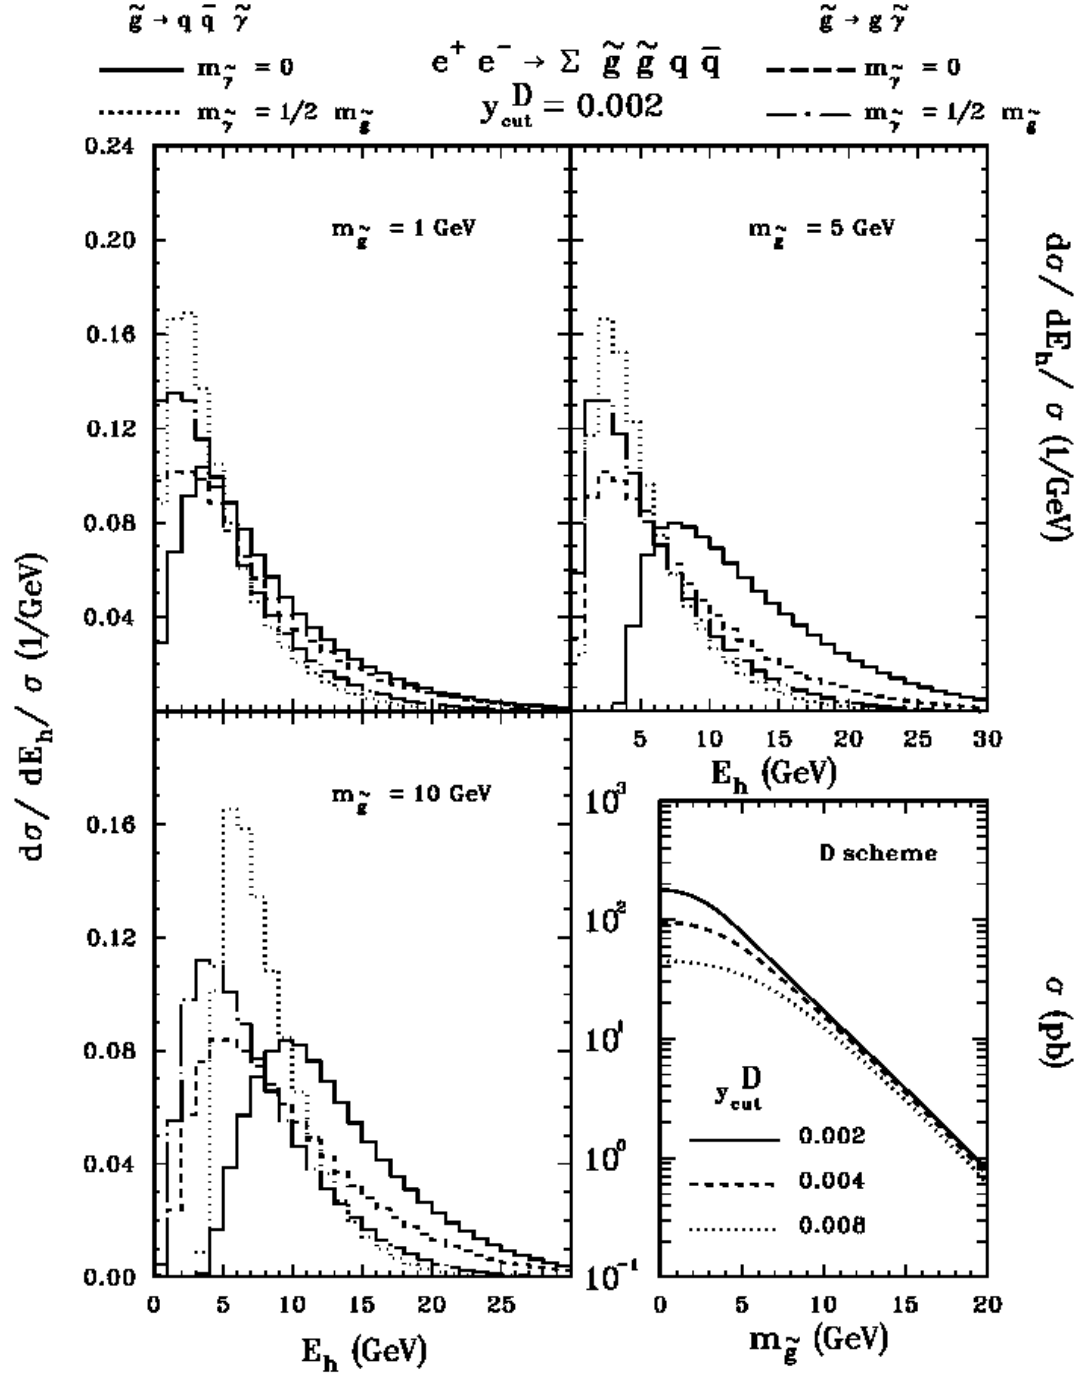 g̃ → q q̄ γ̃
m_γ̃ = 0
m_γ̃ = 1/2 m_g̃
e⁺ e⁻ → Σ g̃ g̃ q q̄
y_cut^D = 0.002
g̃ → g γ̃
m_γ̃ = 0
m_γ̃ = 1/2 m_g̃
dσ/ dE_h/ σ (1/GeV)
0.24
0.20
0.16
0.12
0.08
0.04
m_g̃ = 1 GeV
m_g̃ = 5 GeV
dσ/ dE_h/ σ (1/GeV)
5 10 15 20 25 30
E_h (GeV)
m_g̃ = 10 GeV
0.16
0.12
0.08
0.04
0.00
0 5 10 15 20 25
E_h (GeV)
10³
10²
10¹
10⁰
10⁻¹
D scheme
y_cut^D
0.002
0.004
0.008
0 5 10 15 20
m_g̃ (GeV)
σ (pb)